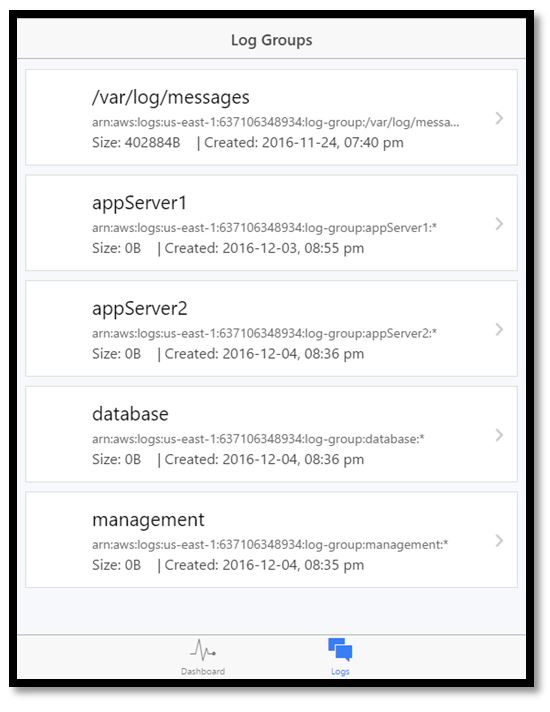 Log Groups
/var/log/messages
arn:aws:logs:us-east-1:637106348934:log-group:/var/log/messa...
Size: 402884B | Created: 2016-11-24, 07:40 pm
appServer1
arn:aws:logs:us-east-1:637106348934:log-group:appServer1:*
Size: 0B | Created: 2016-12-03, 08:55 pm
appServer2
arn:aws:logs:us-east-1:637106348934:log-group:appServer2:*
Size: 0B | Created: 2016-12-04, 08:36 pm
database
arn:aws:logs:us-east-1:637106348934:log-group:database:*
Size: 0B | Created: 2016-12-04, 08:36 pm
management
arn:aws:logs:us-east-1:637106348934:log-group:management:*
Size: 0B | Created: 2016-12-04, 08:35 pm
Dashboard Logs